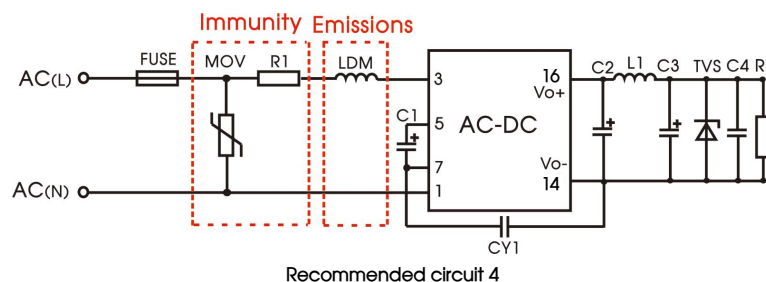 Immunity Emissions
FUSE MOV R1 LDM
AC(L)
3 16 C2 L1 C3 TVS C4 R
Vo+
C1 5 AC-DC
7 Vo-
AC(N) 1 14
CY1
Recommended circuit 4